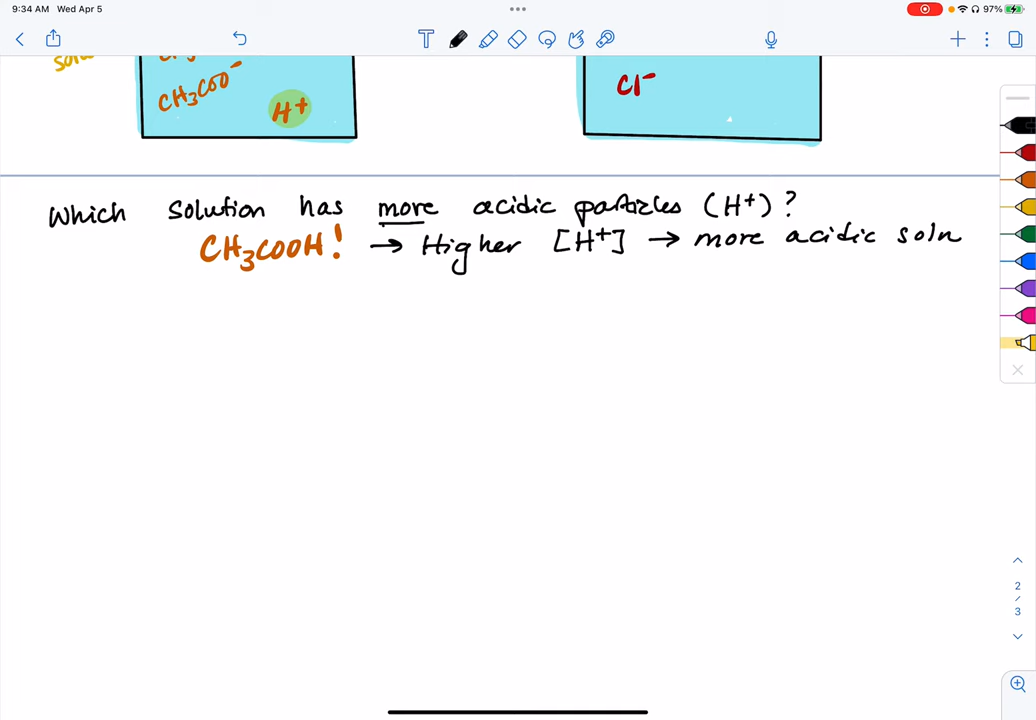 9:34 AM Wed Apr 5
97%
CH₃COO⁻
H⁺
Cl⁻
Which solution has more acidic particles (H⁺)?
CH₃COOH! → Higher [H⁺] → more acidic soln
2
/
3